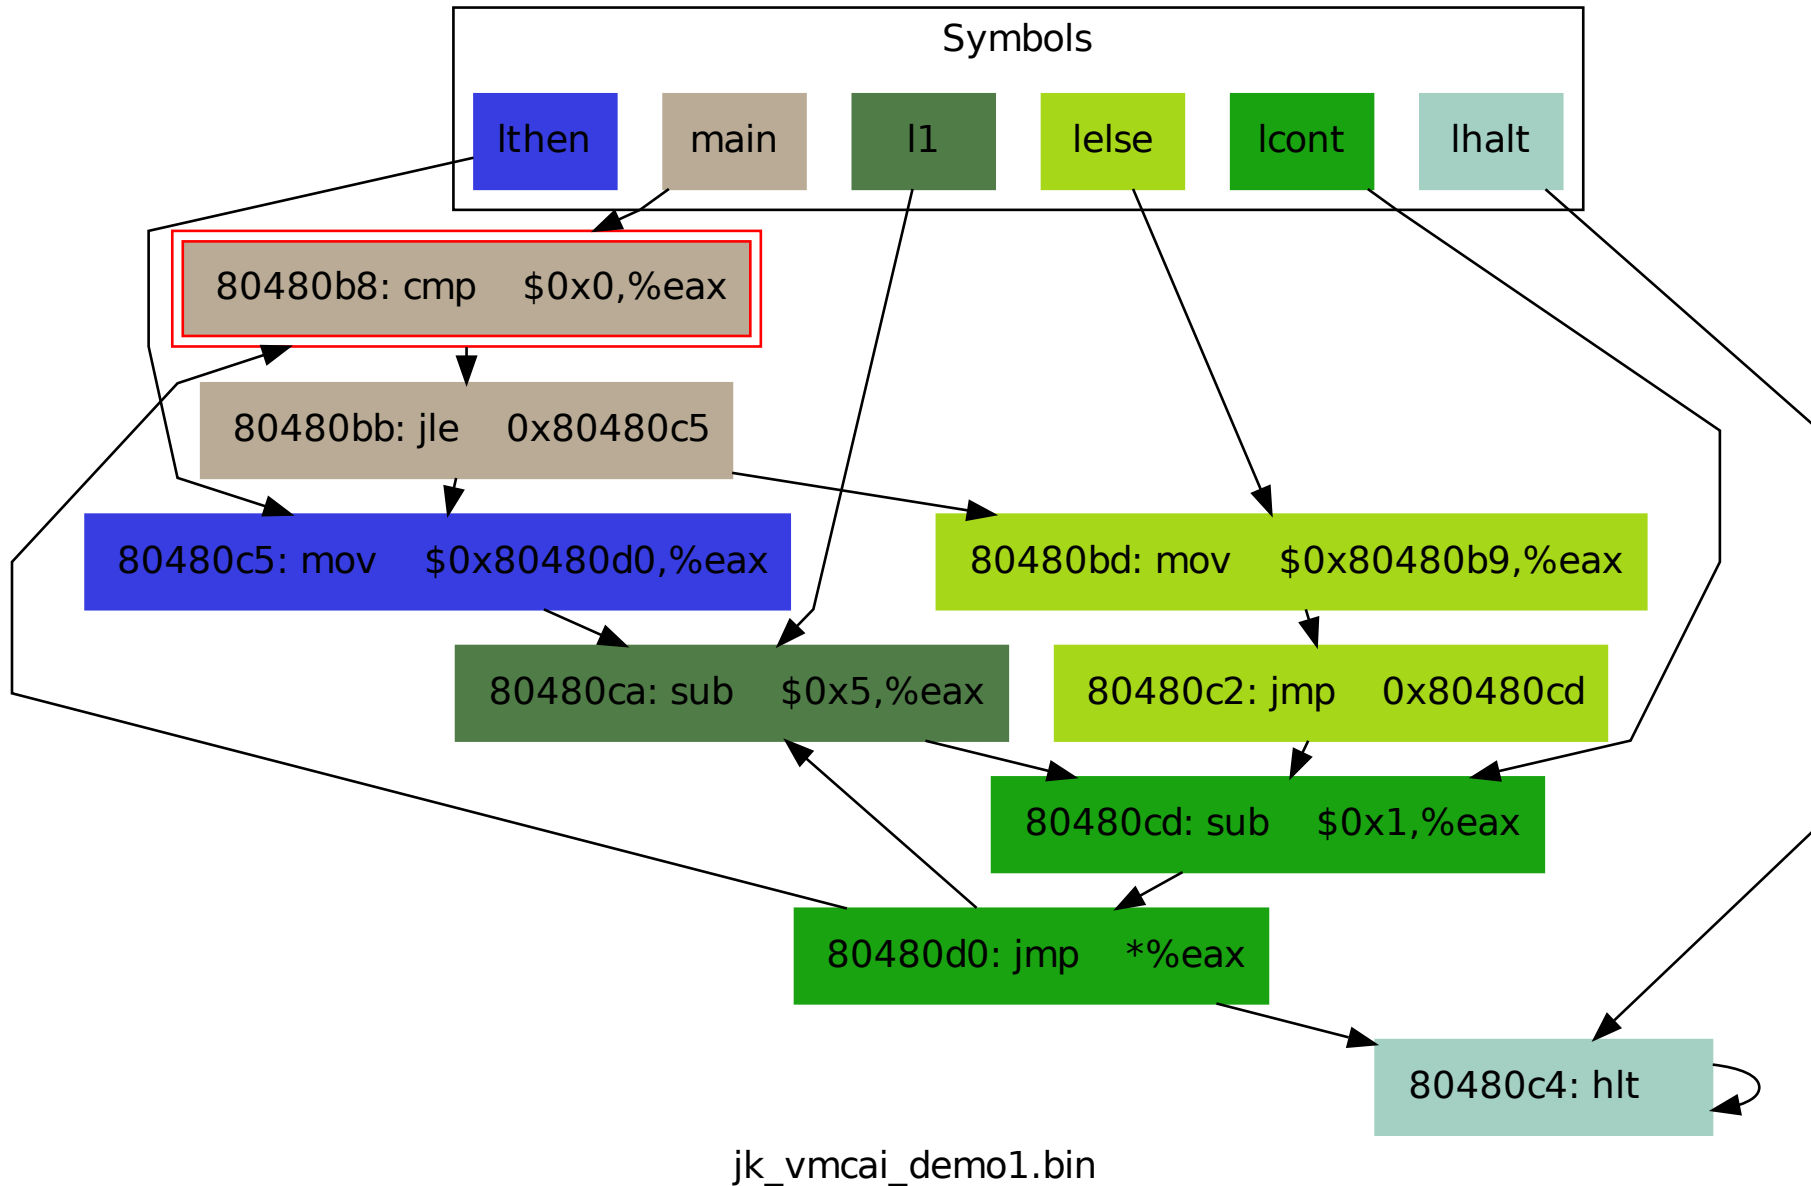 Symbols
lthen main l1 lelse lcont lhalt
80480b8: cmp $0x0,%eax
80480bb: jle 0x80480c5
80480c5: mov $0x80480d0,%eax
80480bd: mov $0x80480b9,%eax
80480ca: sub $0x5,%eax
80480c2: jmp 0x80480cd
80480cd: sub $0x1,%eax
80480d0: jmp *%eax
80480c4: hlt
jk_vmcai_demo1.bin